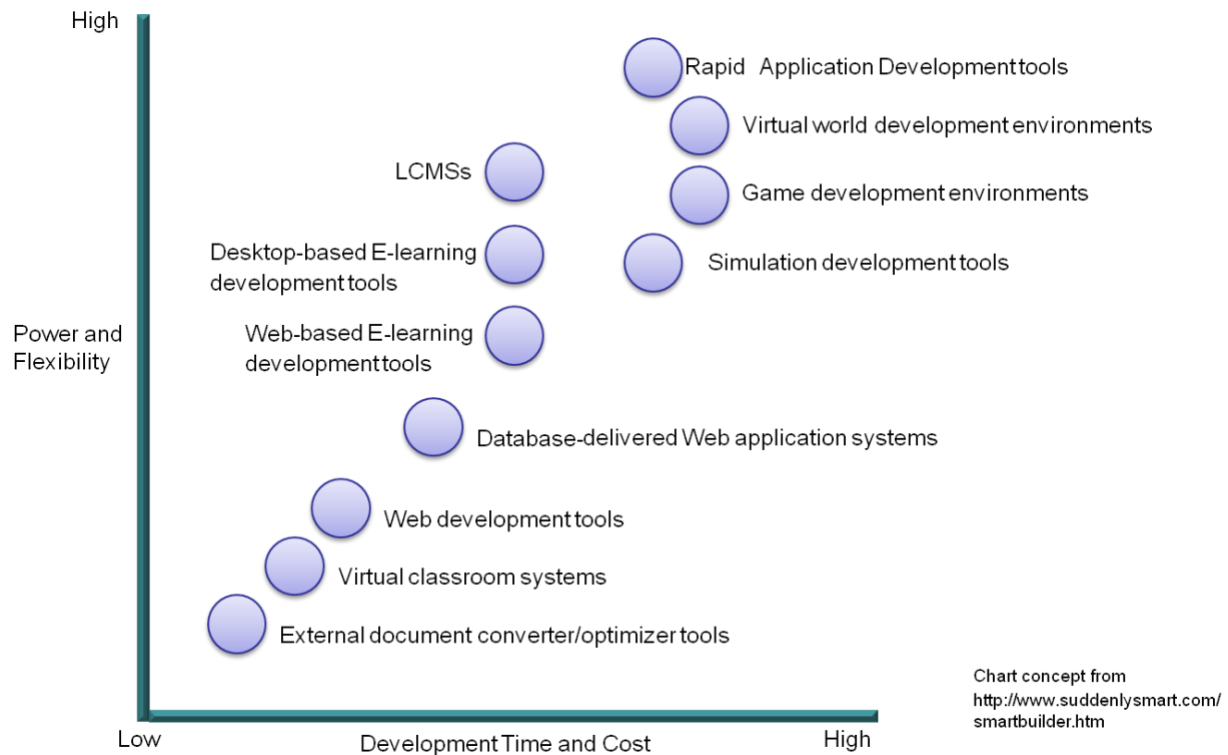 High
Rapid Application Development tools
Virtual world development environments
LCMSs
Game development environments
Desktop-based E-learning
development tools
Simulation development tools
Power and
Flexibility
Web-based E-learning
development tools
Database-delivered Web application systems
Web development tools
Virtual classroom systems
External document converter/optimizer tools
Chart concept from
http://www.suddenlysmart.com/
smartbuilder.htm
Low
Development Time and Cost
High